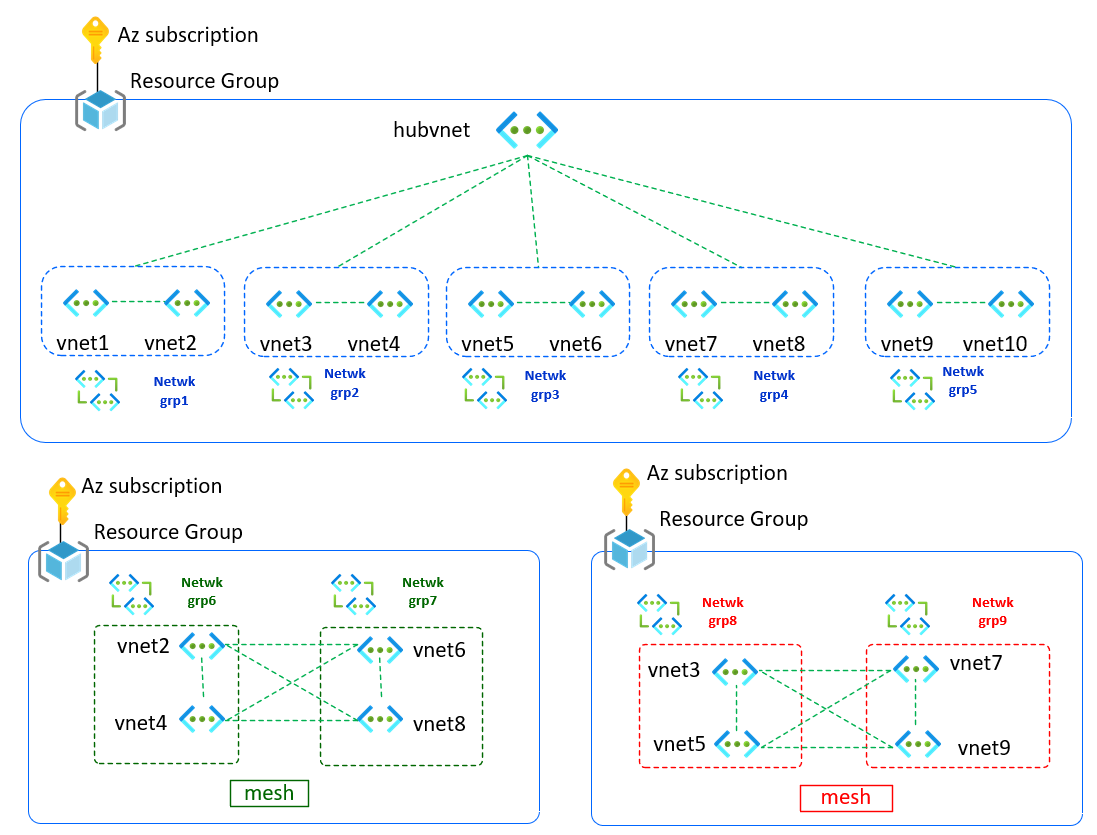 Az subscription
Resource Group
hubvnet
vnet1 vnet2
vnet3 vnet4
vnet5 vnet6
vnet7 vnet8
vnet9 vnet10
Netwk
grp1
Netwk
grp2
Netwk
grp3
Netwk
grp4
Netwk
grp5
Az subscription
Resource Group
Netwk
grp6
Netwk
grp7
vnet2
vnet6
vnet4
vnet8
mesh
Az subscription
Resource Group
Netwk
grp8
Netwk
grp9
vnet3
vnet7
vnet5
vnet9
mesh